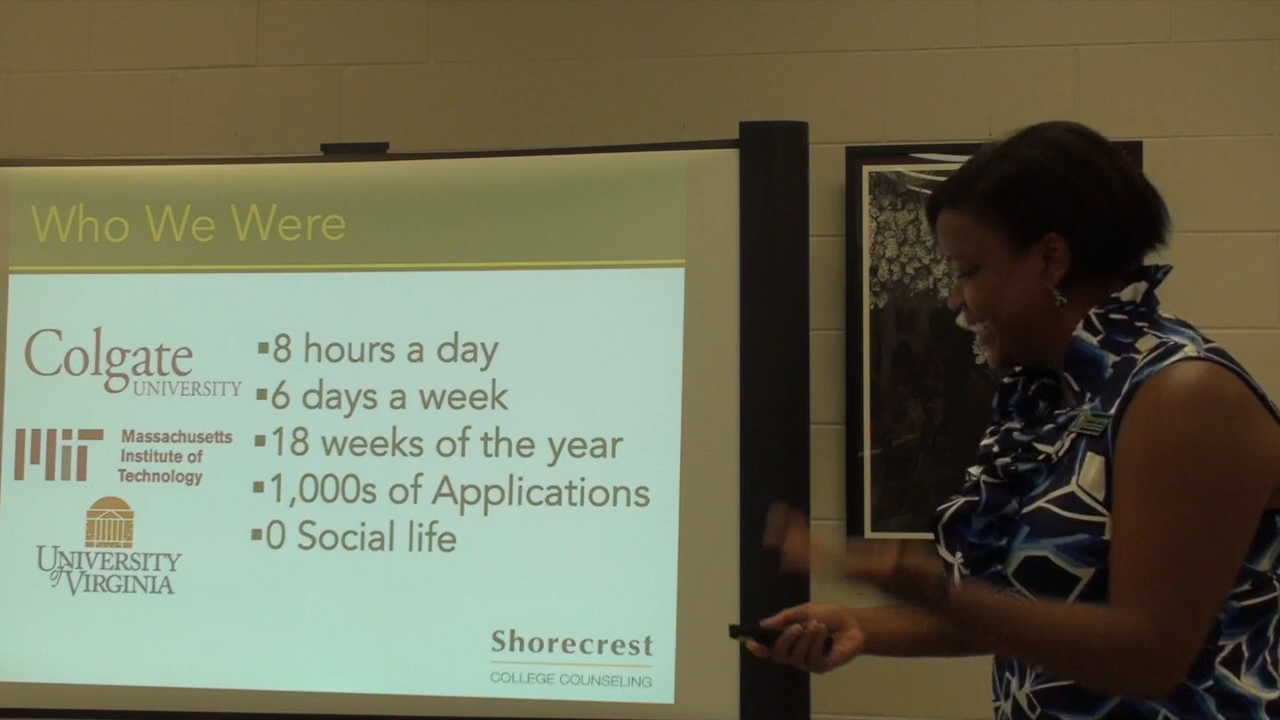 Who We Were
Colgate
UNIVERSITY
MiT
Massachusetts
Institute of
Technology
UNIVERSITY
of VIRGINIA
▪8 hours a day
▪6 days a week
▪18 weeks of the year
▪1,000s of Applications
▪0 Social life
Shorecrest
COLLEGE COUNSELING